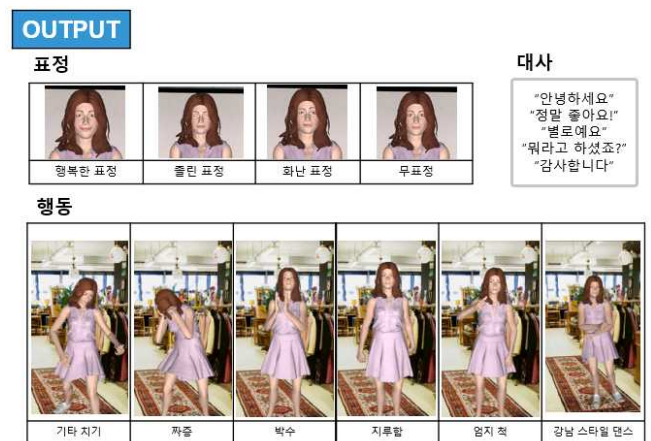 OUTPUT
표정
행복한 표정
졸린 표정
화난 표정
무표정
대사
"안녕하세요"
"정말 좋아요!"
"별로예요"
"뭐라고 하셨죠?"
"감사합니다"
행동
기타 치기
짜증
박수
지루함
엄지 척
강남 스타일 댄스